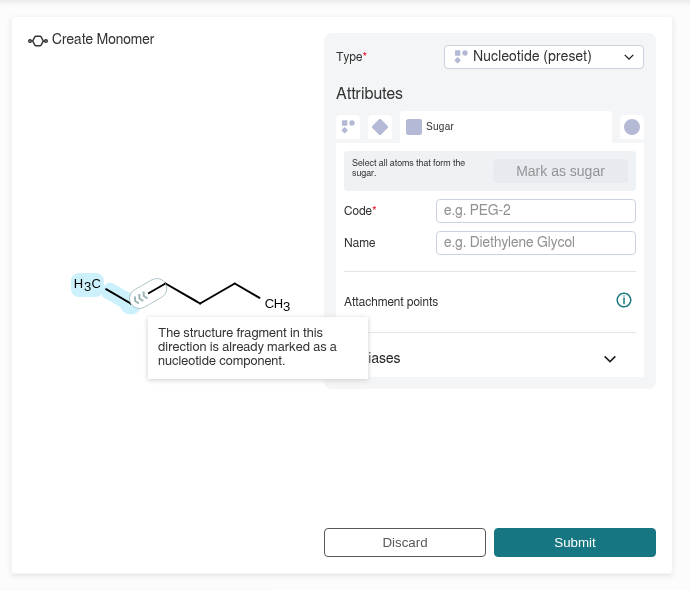 Create Monomer
Type*
Nucleotide (preset)
Attributes
Sugar
Select all atoms that form the
sugar.
Mark as sugar
Code*
e.g. PEG-2
Name
e.g. Diethylene Glycol
H3C
CH3
Attachment points
The structure fragment in this
direction is already marked as a
nucleotide component.
iases
Discard
Submit